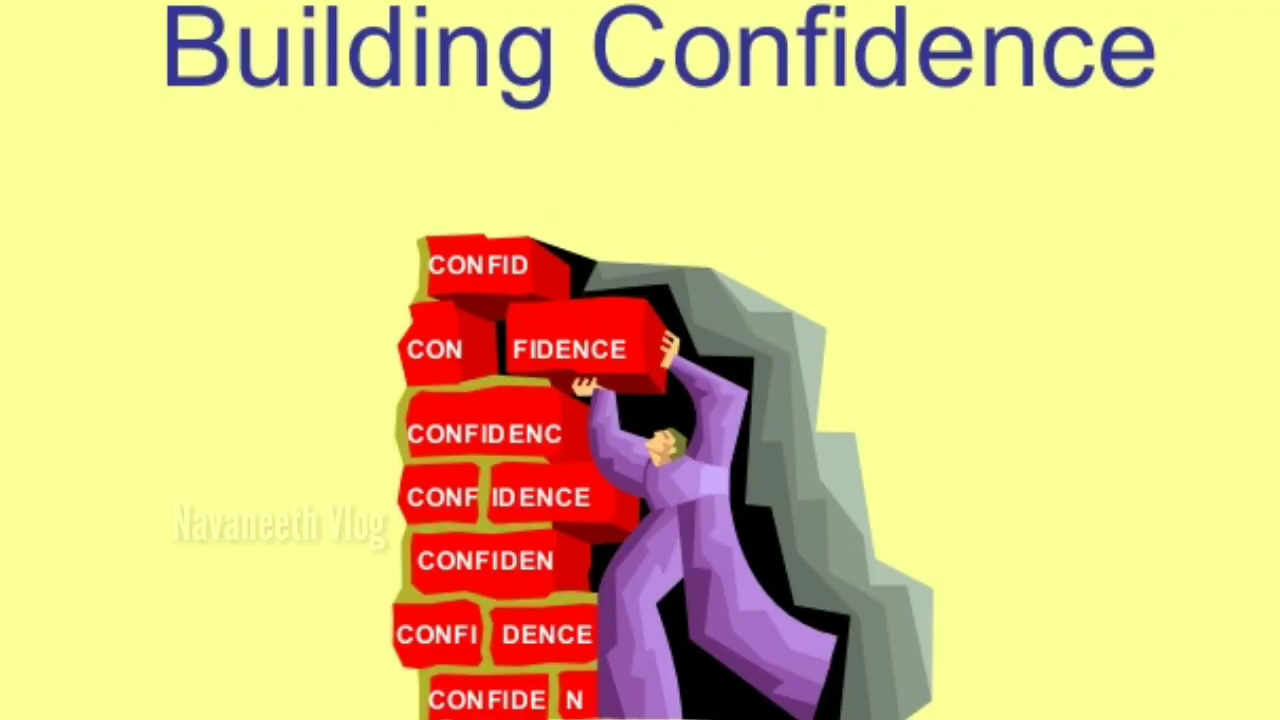 Building Confidence
CONFID
CON FIDENCE
CONFIDENC
CONF IDENCE
Navaneeth Vlog
CONFIDEN
CONFI DENCE
CONFIDE N